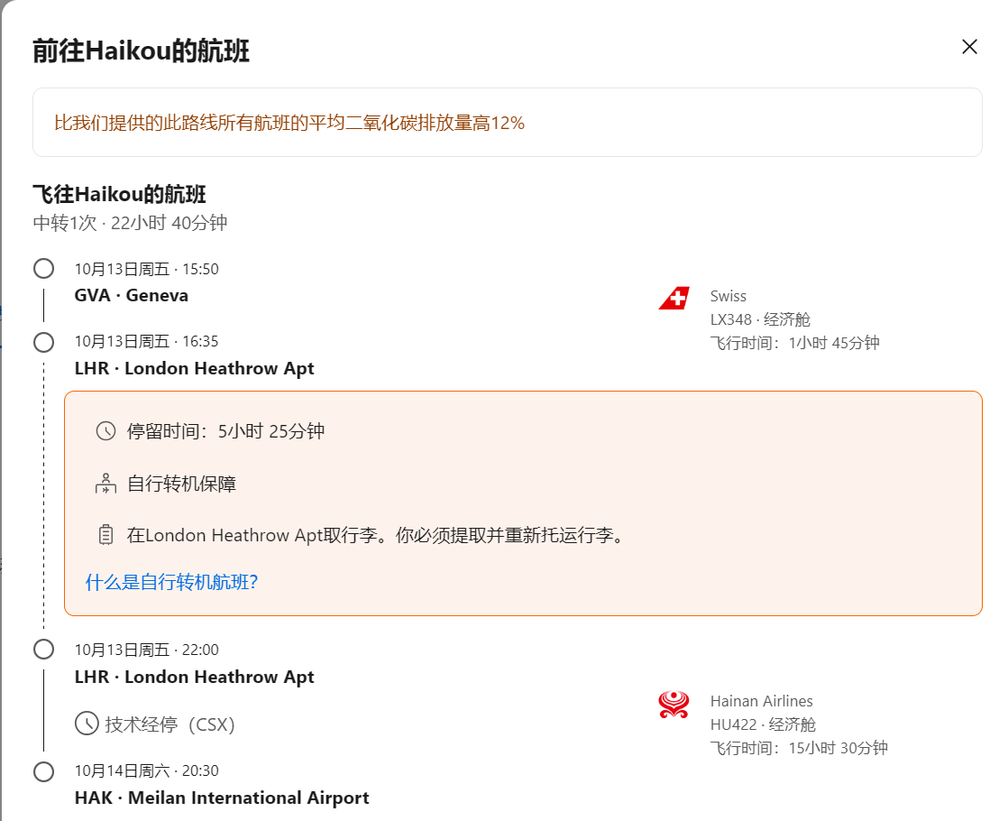 前往Haikou的航班
比我们提供的此路线所有航班的平均二氧化碳排放量高12%
飞往Haikou的航班
中转1次 · 22小时 40分钟
10月13日周五 · 15:50
GVA · Geneva
Swiss
LX348 · 经济舱
飞行时间：1小时 45分钟
10月13日周五 · 16:35
LHR · London Heathrow Apt
停留时间：5小时 25分钟
自行转机保障
在London Heathrow Apt取行李。你必须提取并重新托运行李。
什么是自行转机航班？
10月13日周五 · 22:00
LHR · London Heathrow Apt
技术经停（CSX）
Hainan Airlines
HU422 · 经济舱
飞行时间：15小时 30分钟
10月14日周六 · 20:30
HAK · Meilan International Airport